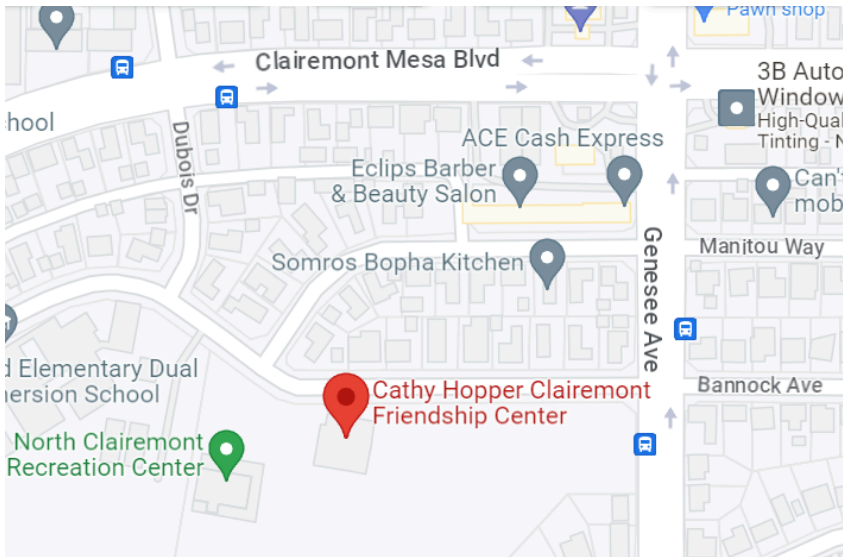 Pawn shop
Clairemont Mesa Blvd
3B Auto
Window
High-Qual
Tinting - N
hool
Dubois Dr
ACE Cash Express
Eclips Barber
& Beauty Salon
Can't
mob
Genesee Ave
Manitou Way
Somros Bopha Kitchen
d Elementary Dual
ersion School
Bannock Ave
Cathy Hopper Clairemont
Friendship Center
North Clairemont
Recreation Center